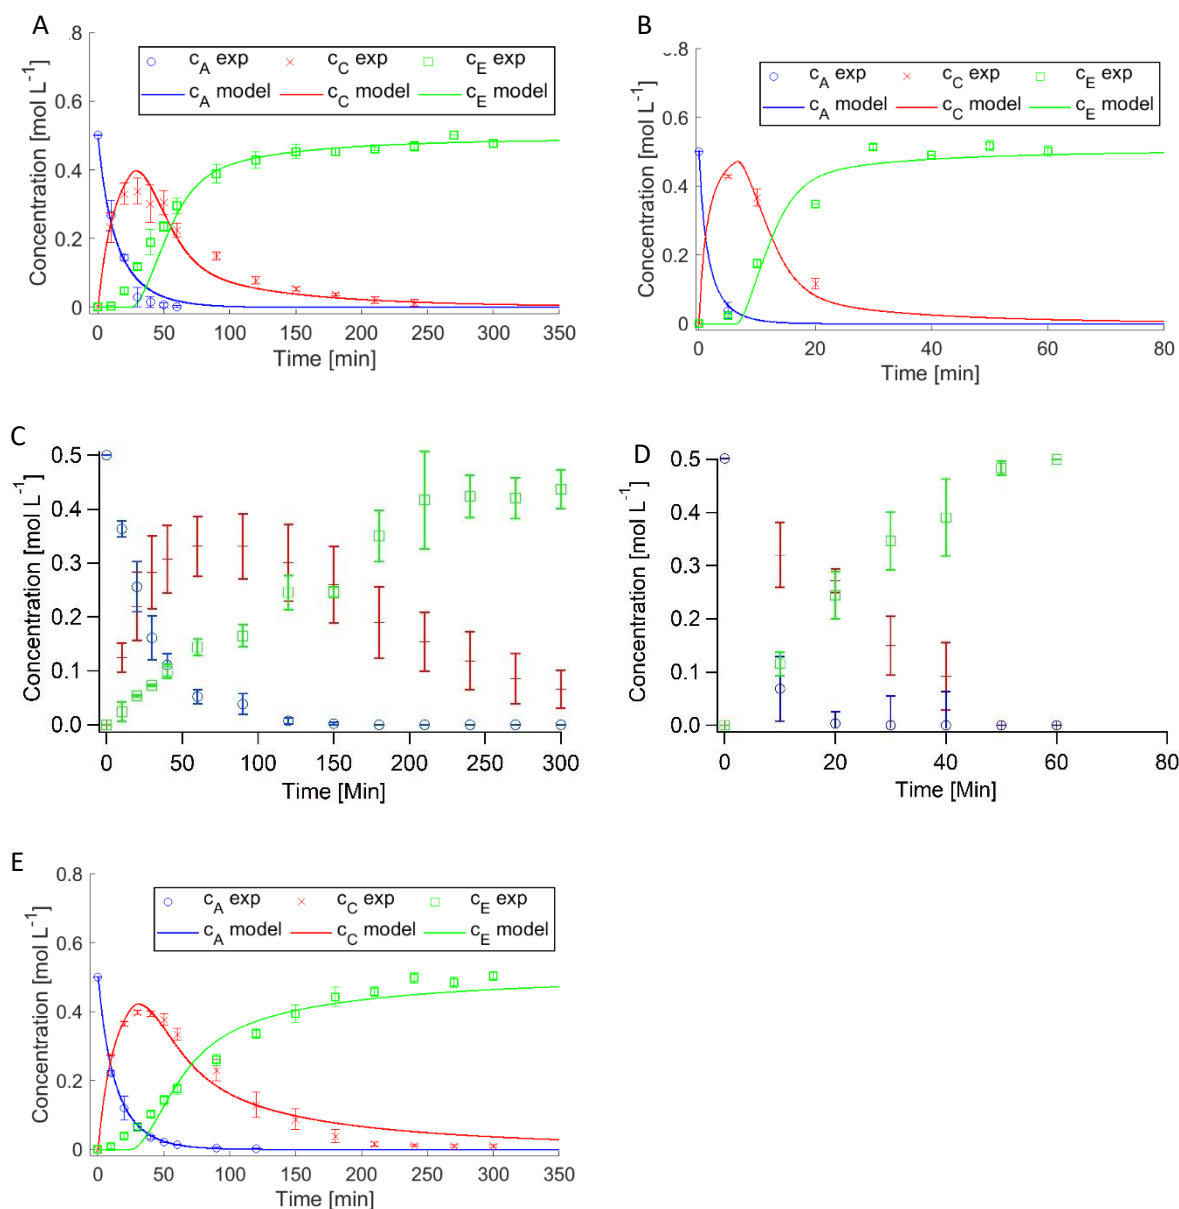 A
.8
c_A exp c_C exp c_E exp
c_A model c_C model c_E model
0.6
0.4
0.2
0
Concentration [mol L⁻¹]
0 50 100 150 200 250 300 350
Time [min]
B
0.8
c_A exp c_C exp c_E exp
c_A model c_C model c_E model
0.6
0.4
0.2
0
Concentration [mol L⁻¹]
0 20 40 60 80
Time [min]
C
0.5
0.4
0.3
0.2
0.1
0.0
Concentration [mol L⁻¹]
0 50 100 150 200 250 300
Time [Min]
D
0.5
0.4
0.3
0.2
0.1
0.0
Concentration [mol L⁻¹]
0 20 40 60 80
Time [Min]
E
0.8
c_A exp c_C exp c_E exp
c_A model c_C model c_E model
0.6
0.4
0.2
0
Concentration [mol L⁻¹]
0 50 100 150 200 250 300 350
Time [min]